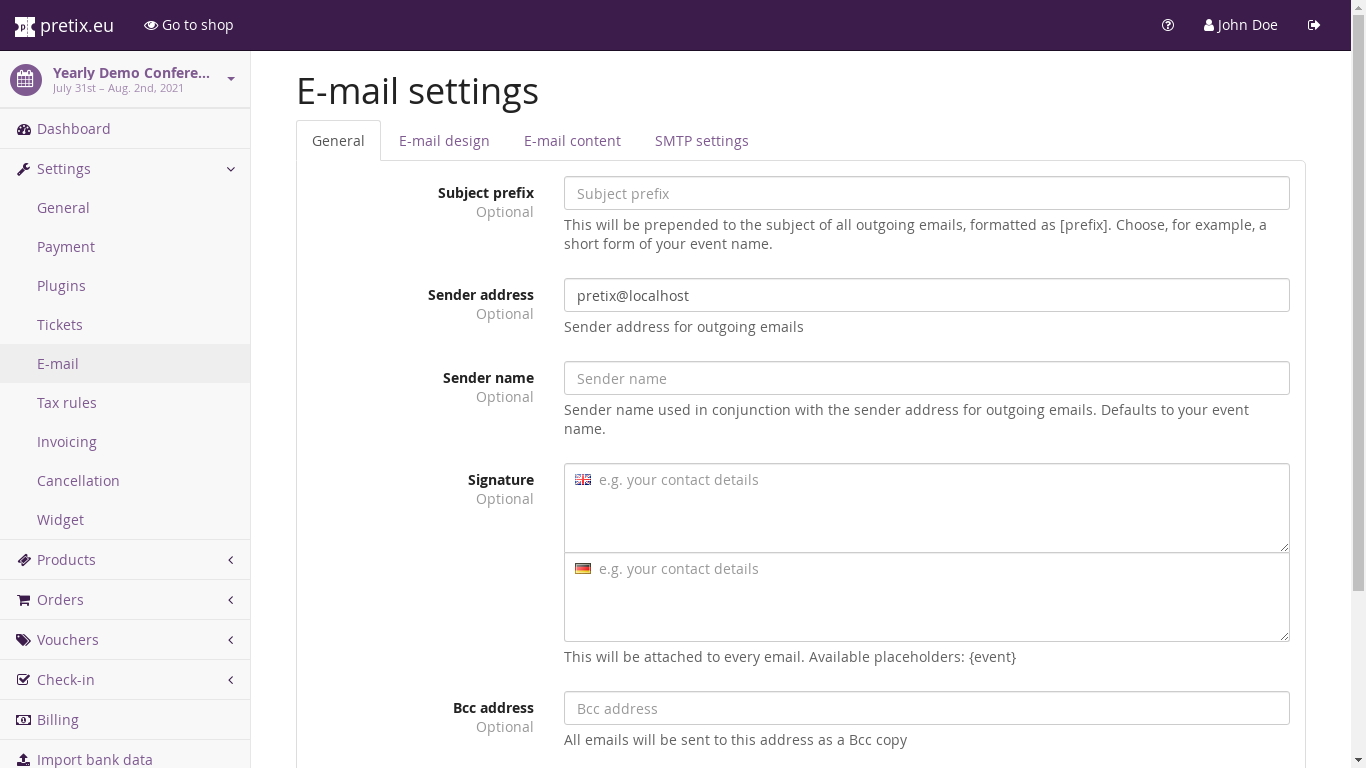 pretix.eu
Go to shop
John Doe
Yearly Demo Confere...
July 31st – Aug. 2nd, 2021
Dashboard
Settings
General
Payment
Plugins
Tickets
E-mail
Tax rules
Invoicing
Cancellation
Widget
Products
Orders
Vouchers
Check-in
Billing
Import bank data
E-mail settings
General
E-mail design
E-mail content
SMTP settings
Subject prefix
Optional
Subject prefix
This will be prepended to the subject of all outgoing emails, formatted as [prefix]. Choose, for example, a
short form of your event name.
Sender address
Optional
pretix@localhost
Sender address for outgoing emails
Sender name
Optional
Sender name
Sender name used in conjunction with the sender address for outgoing emails. Defaults to your event
name.
Signature
Optional
e.g. your contact details
e.g. your contact details
This will be attached to every email. Available placeholders: {event}
Bcc address
Optional
Bcc address
All emails will be sent to this address as a Bcc copy